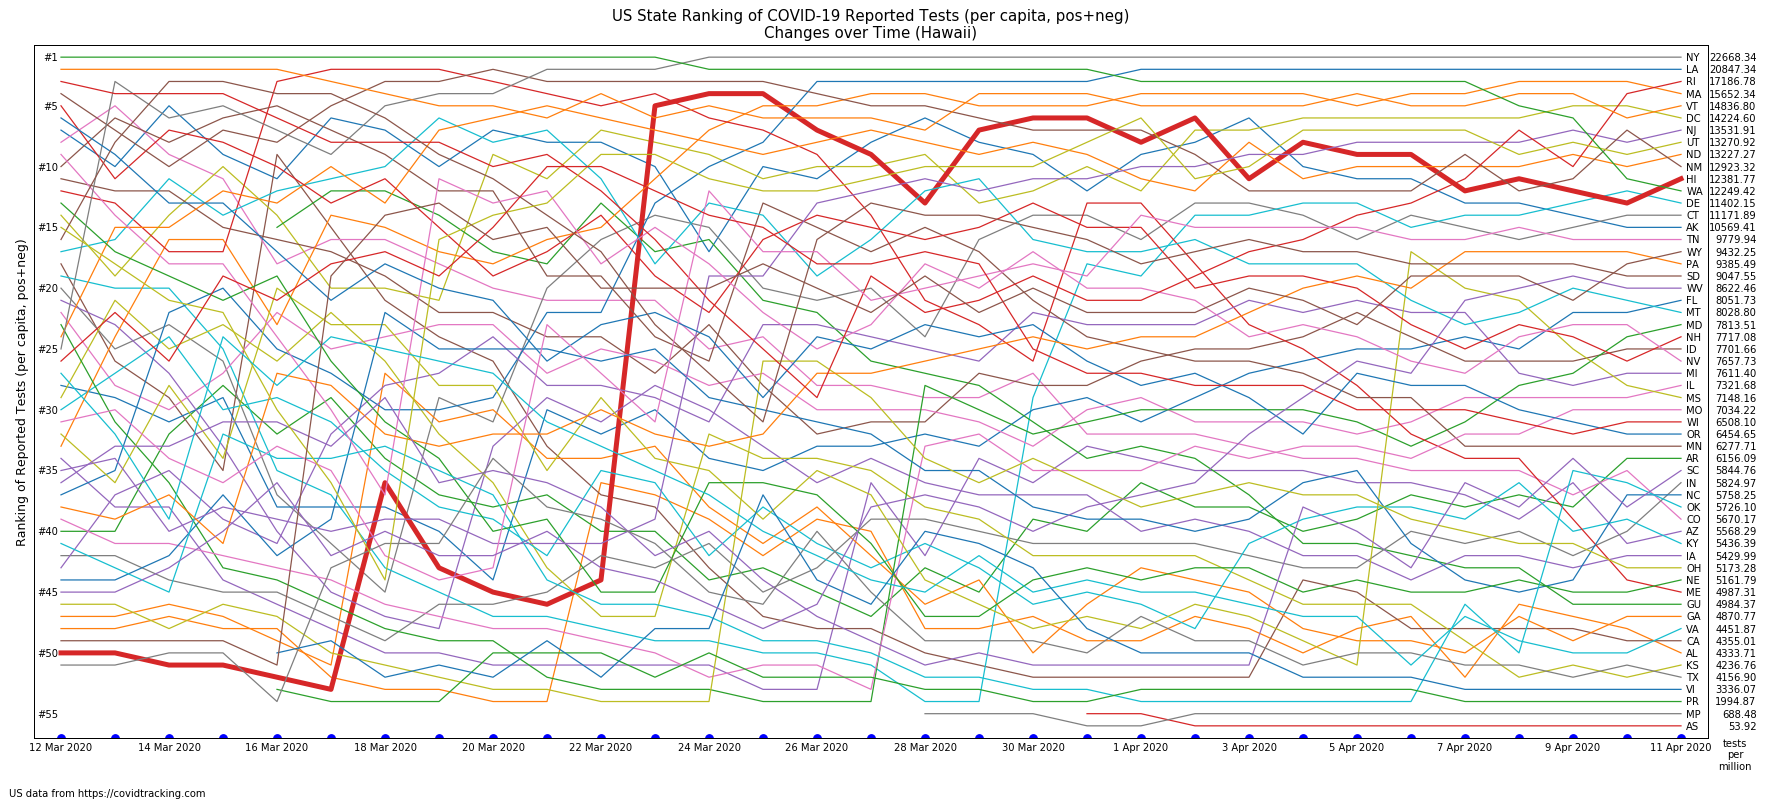 US State Ranking of COVID-19 Reported Tests (per capita, pos+neg)
Changes over Time (Hawaii)
Ranking of Reported Tests (per capita, pos+neg)
#1
#5
#10
#15
#20
#25
#30
#35
#40
#45
#50
#55
NY 22668.34
LA 20847.34
RI 17186.78
MA 15652.34
VT 14836.80
DC 14224.60
NJ 13531.91
UT 13270.92
ND 13227.27
NM 12923.32
HI 12381.77
WA 12249.42
DE 11402.15
CT 11171.89
AK 10569.41
TN 9779.94
WY 9432.25
PA 9385.49
SD 9047.55
WV 8622.46
FL 8051.73
MT 8028.80
MD 7813.51
NH 7717.08
ID 7701.66
NV 7657.73
MI 7611.40
IL 7321.68
MS 7148.16
MO 7034.22
WI 6508.10
OR 6454.65
MN 6277.71
AR 6156.09
SC 5844.76
IN 5824.97
NC 5758.25
OK 5726.10
CO 5670.17
AZ 5568.29
KY 5436.39
IA 5429.99
OH 5173.28
NE 5161.79
ME 4987.31
GU 4984.37
GA 4870.77
VA 4451.87
CA 4355.01
AL 4333.71
KS 4236.76
TX 4156.90
VI 3336.07
PR 1994.87
MP 688.48
AS 53.92
12 Mar 2020 14 Mar 2020 16 Mar 2020 18 Mar 2020 20 Mar 2020 22 Mar 2020 24 Mar 2020 26 Mar 2020 28 Mar 2020 30 Mar 2020 1 Apr 2020 3 Apr 2020 5 Apr 2020 7 Apr 2020 9 Apr 2020 11 Apr 2020
tests
per
million
US data from https://covidtracking.com